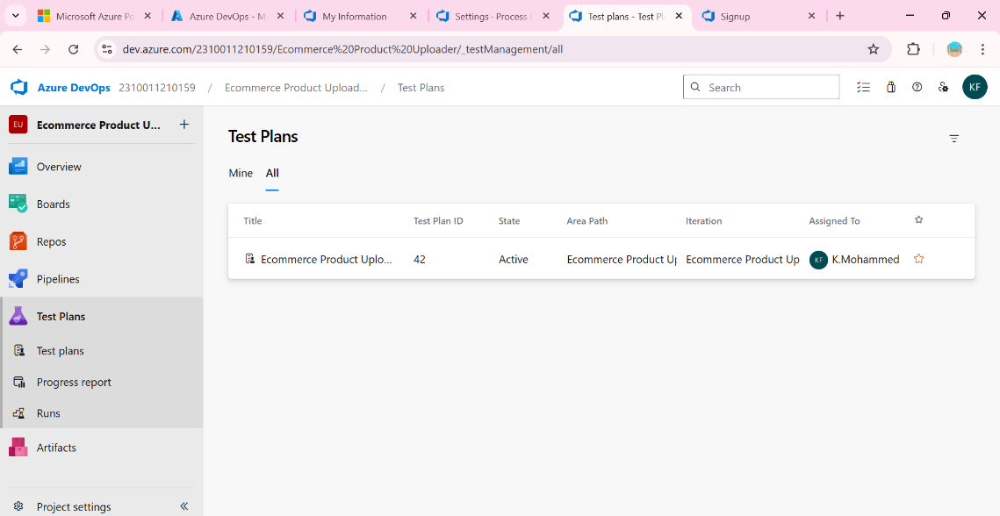 Microsoft Azure Po
Azure DevOps - M
My Information
Settings · Process (
Test plans - Test Pl
Signup
dev.azure.com/2310011210159/Ecommerce%20Product%20Uploader/_testManagement/all
Azure DevOps 2310011210159 / Ecommerce Product Upload... / Test Plans
Search
KF
EU Ecommerce Product U...
Overview
Boards
Repos
Pipelines
Test Plans
Test plans
Progress report
Runs
Artifacts
Project settings
Test Plans
Mine All
Title Test Plan ID State Area Path Iteration Assigned To
Ecommerce Product Uplo... 42 Active Ecommerce Product Up Ecommerce Product Up KF K.Mohammed